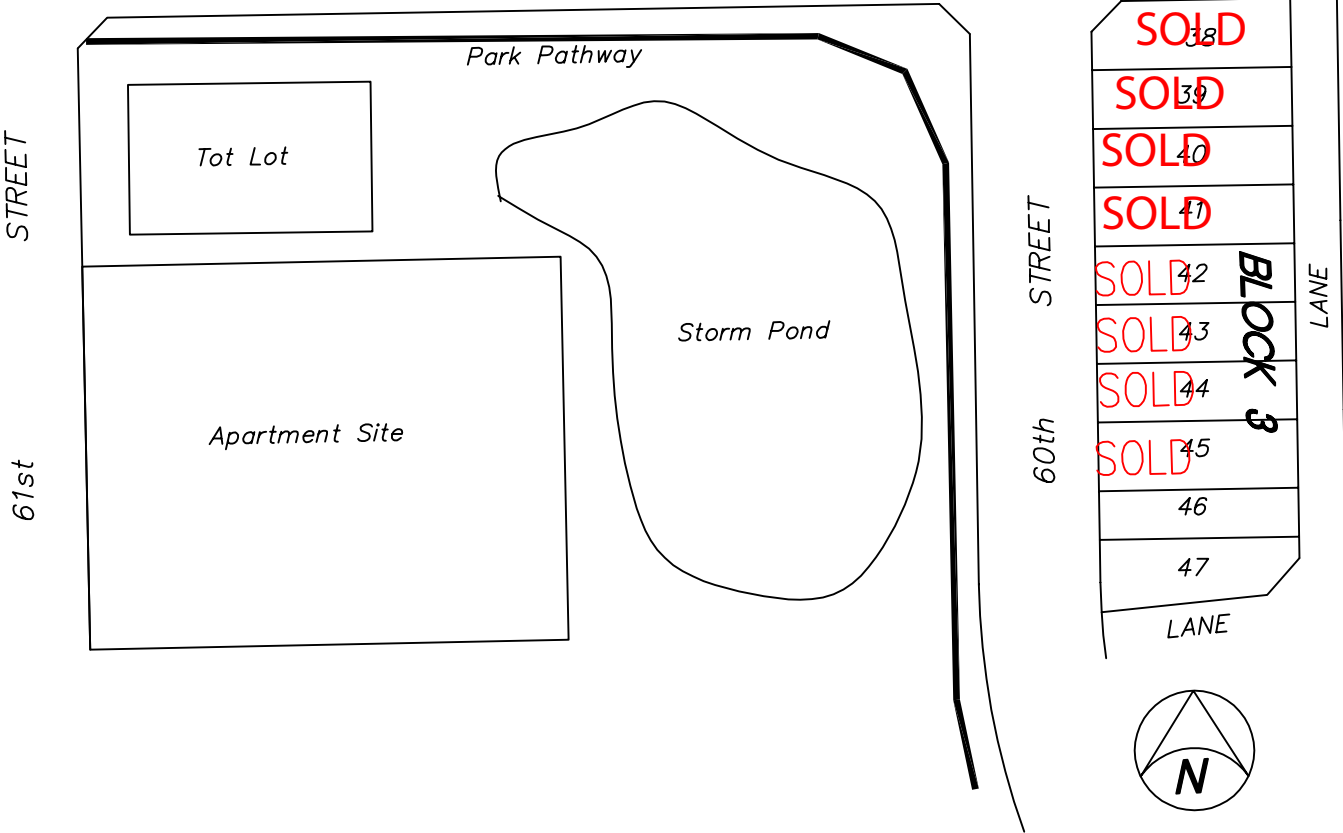 Park Pathway
Tot Lot
STREET
61st
Apartment Site
Storm Pond
STREET
60th
SOLD 38
SOLD 39
SOLD 40
SOLD 41
SOLD 42
SOLD 43
SOLD 44
SOLD 45
46
47
BLOCK 3
LANE
LANE
N